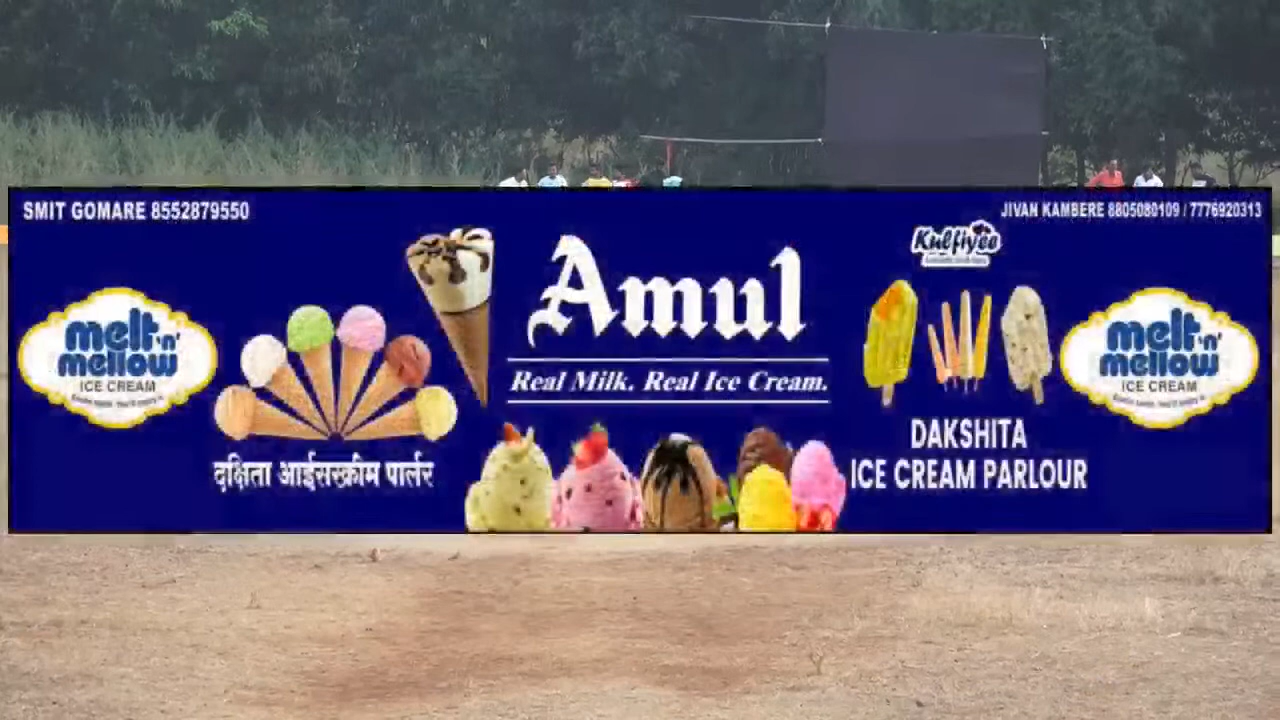 SMIT GOMARE 8552879550
JIVAN KAMBERE 8805080109 / 7776920313
Kulfiyee
Amul
Real Milk. Real Ice Cream.
melt 'n'
mellow
ICE CREAM
melt 'n'
mellow
ICE CREAM
दक्षिता आईसस्क्रीम पार्लर
DAKSHITA
ICE CREAM PARLOUR